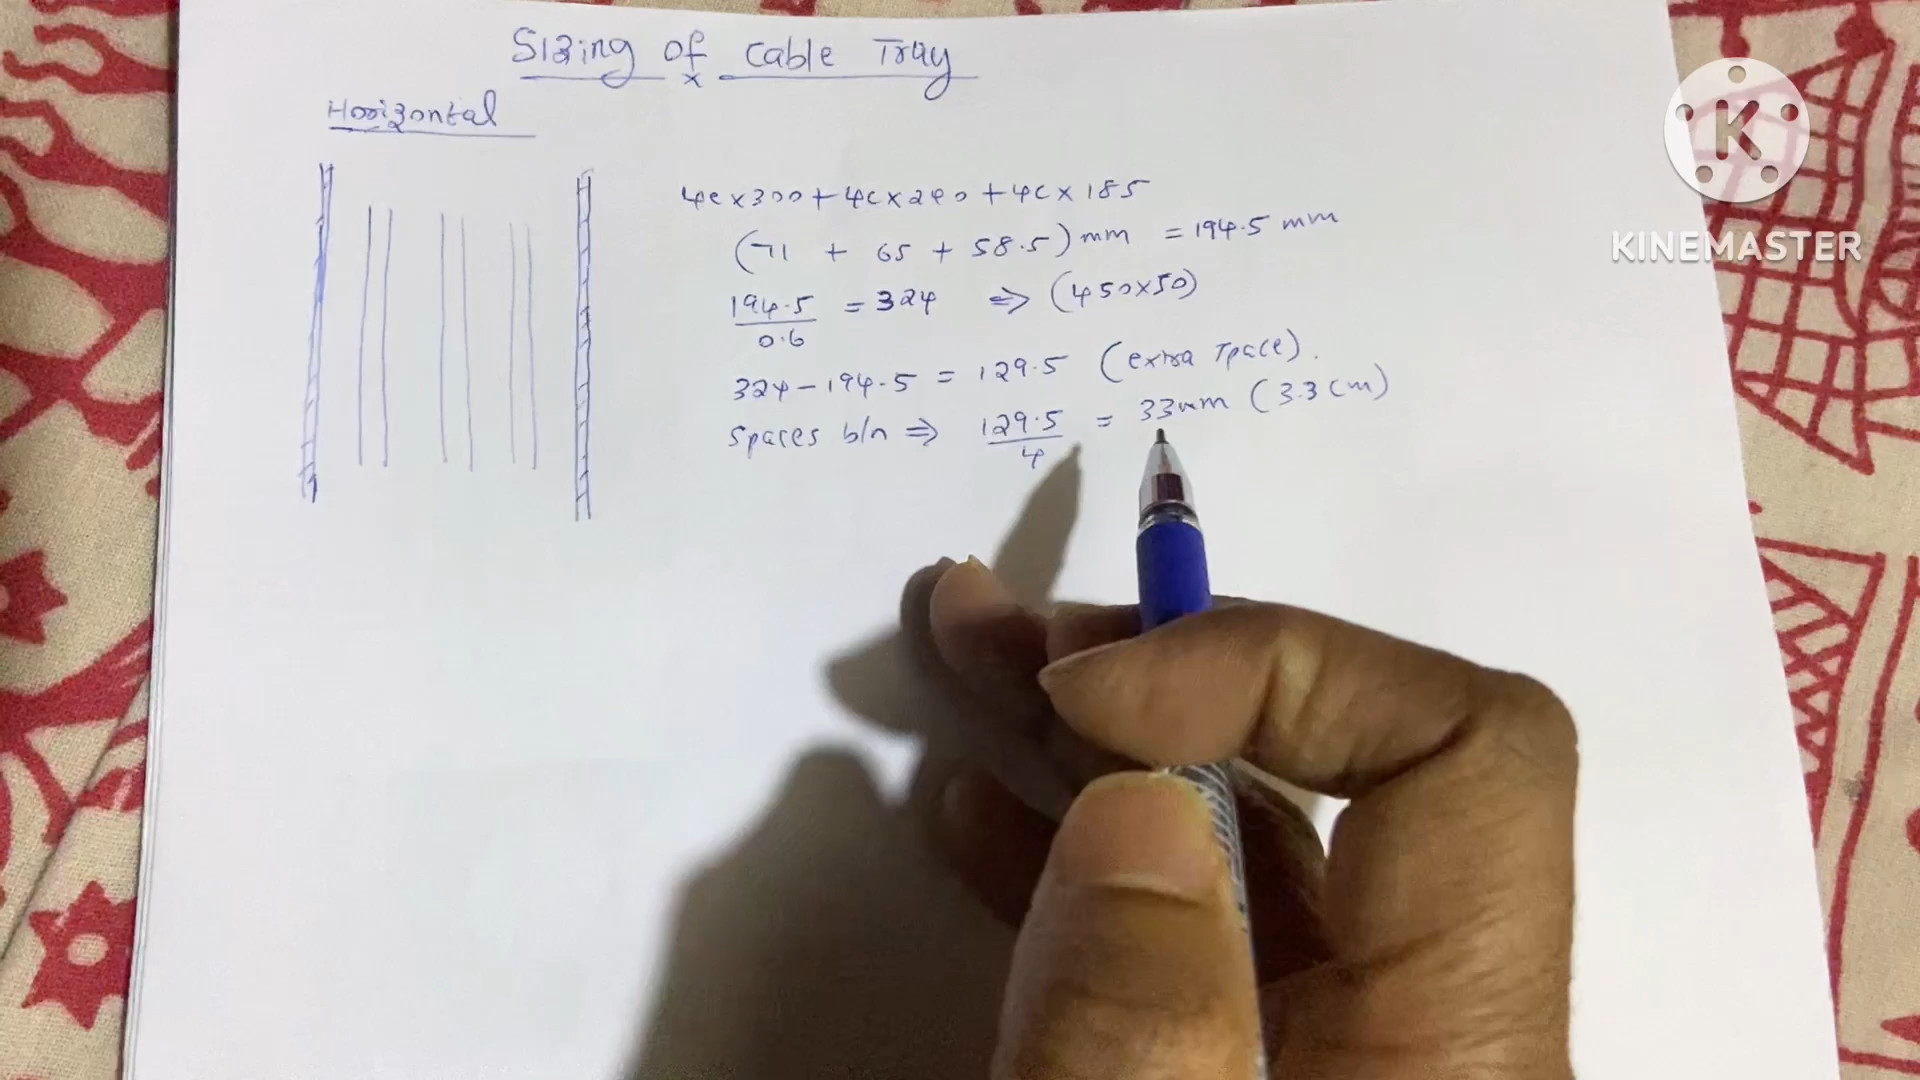 Sizing of Cable Tray
x
Horizontal
4c x 300 + 4c x 240 + 4c x 185
(71 + 65 + 58.5) mm = 194.5 mm
194.5 / 0.6 = 324 ⇒ (450x50)
324 - 194.5 = 129.5 (extra space).
Spaces b/n ⇒ 129.5 / 4 = 33mm (3.3 cm)
K
KINEMASTER